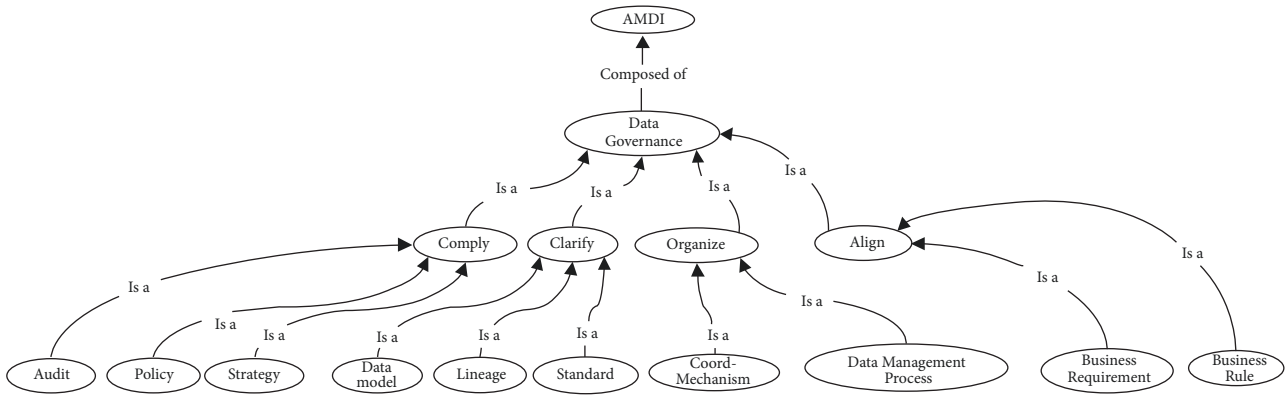 AMDI
Composed of
Data
Governance
Is a
Is a
Is a
Is a
Comply
Clarify
Organize
Align
Is a
Is a
Is a
Is a
Is a
Is a
Is a
Is a
Is a
Is a
Audit
Policy
Strategy
Data
model
Lineage
Standard
Coord-
Mechanism
Data Management
Process
Business
Requirement
Business
Rule